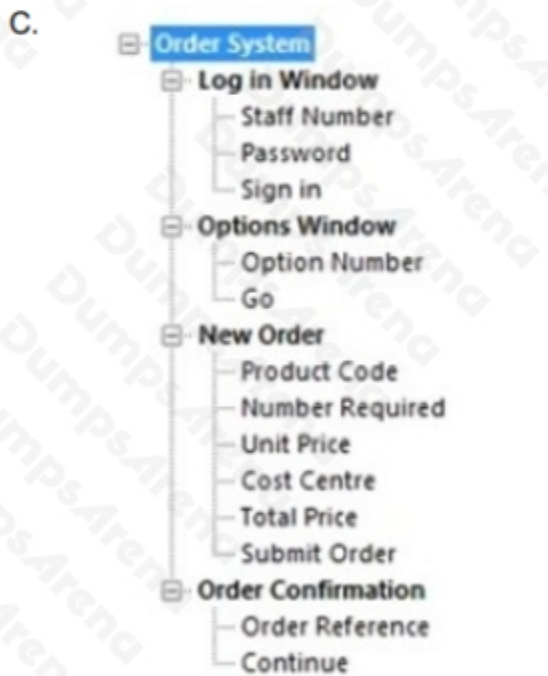 C.
Order System
Log in Window
Staff Number
Password
Sign in
Options Window
Option Number
Go
New Order
Product Code
Number Required
Unit Price
Cost Centre
Total Price
Submit Order
Order Confirmation
Order Reference
Continue
DumpsArena